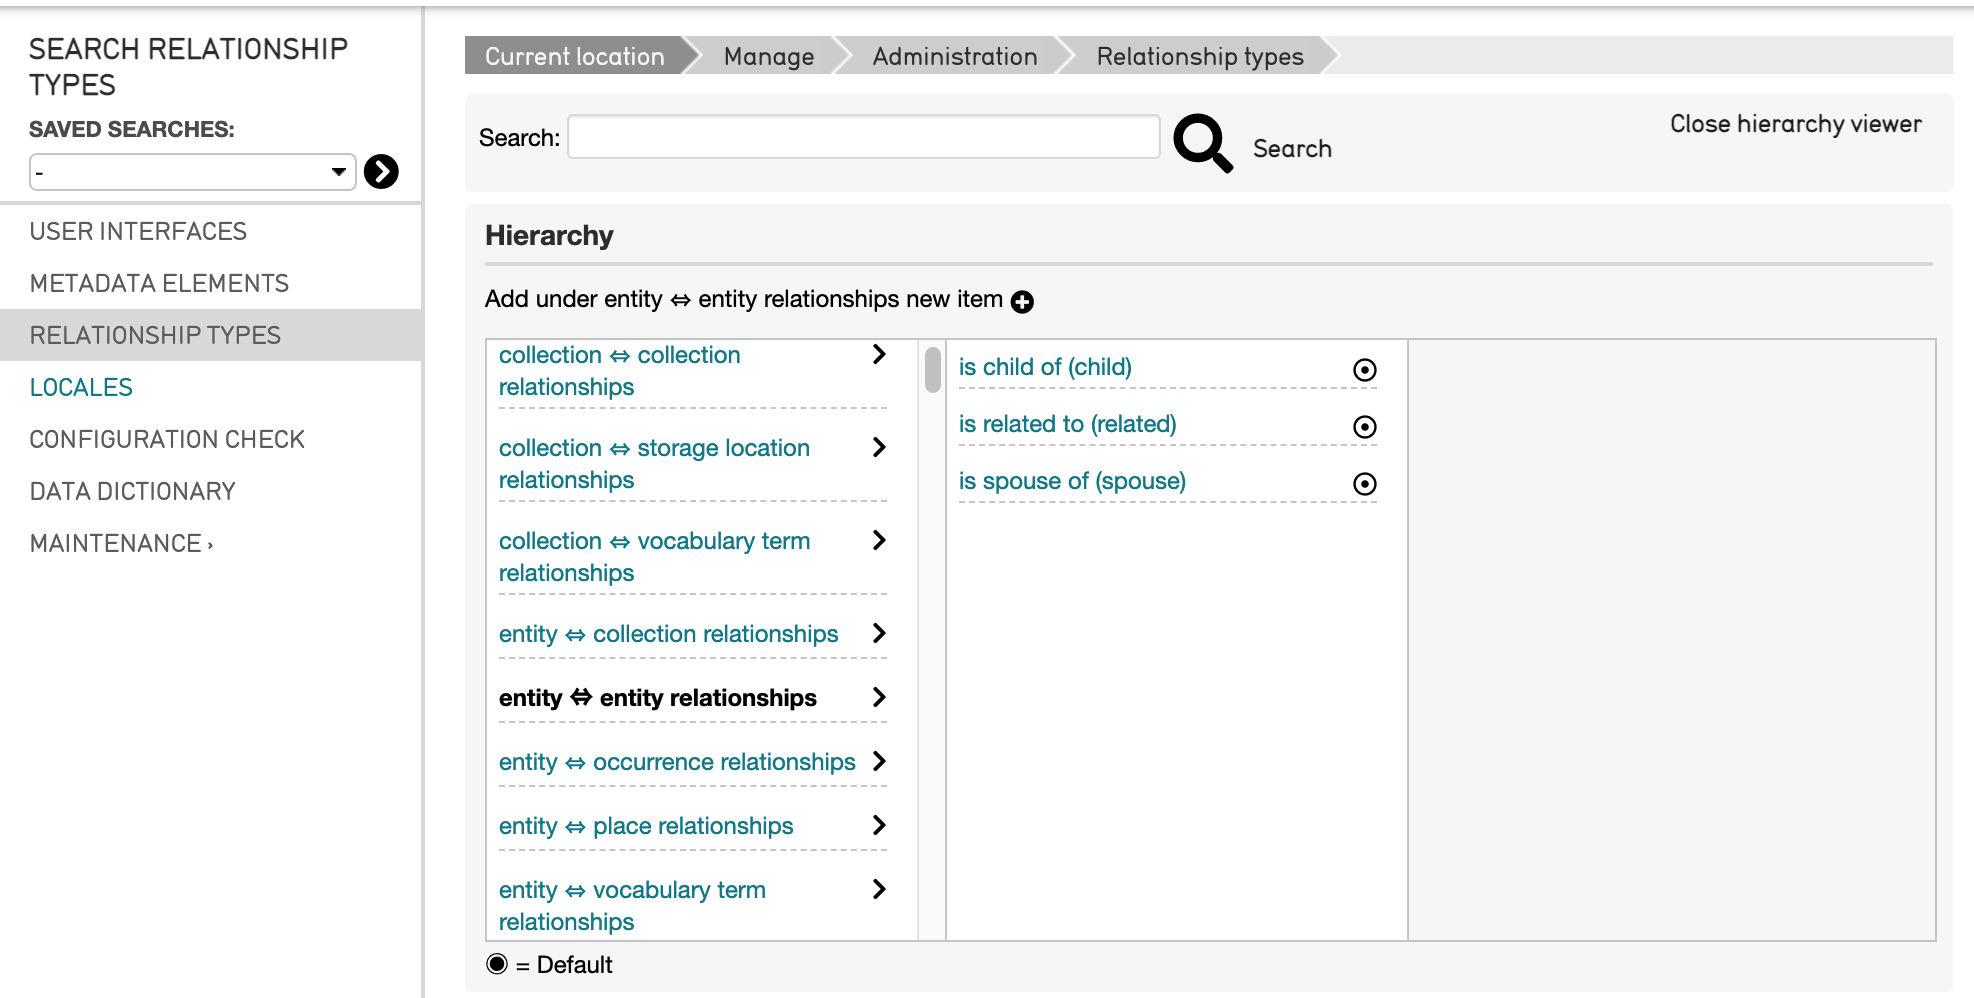 SEARCH RELATIONSHIP
TYPES
SAVED SEARCHES:
-
USER INTERFACES
METADATA ELEMENTS
RELATIONSHIP TYPES
LOCALES
CONFIGURATION CHECK
DATA DICTIONARY
MAINTENANCE ›
Current location
Manage
Administration
Relationship types
Search:
Search
Close hierarchy viewer
Hierarchy
Add under entity ⇔ entity relationships new item
collection ⇔ collection
relationships
collection ⇔ storage location
relationships
collection ⇔ vocabulary term
relationships
entity ⇔ collection relationships
entity ⇔ entity relationships
entity ⇔ occurrence relationships
entity ⇔ place relationships
entity ⇔ vocabulary term
relationships
is child of (child)
is related to (related)
is spouse of (spouse)
= Default